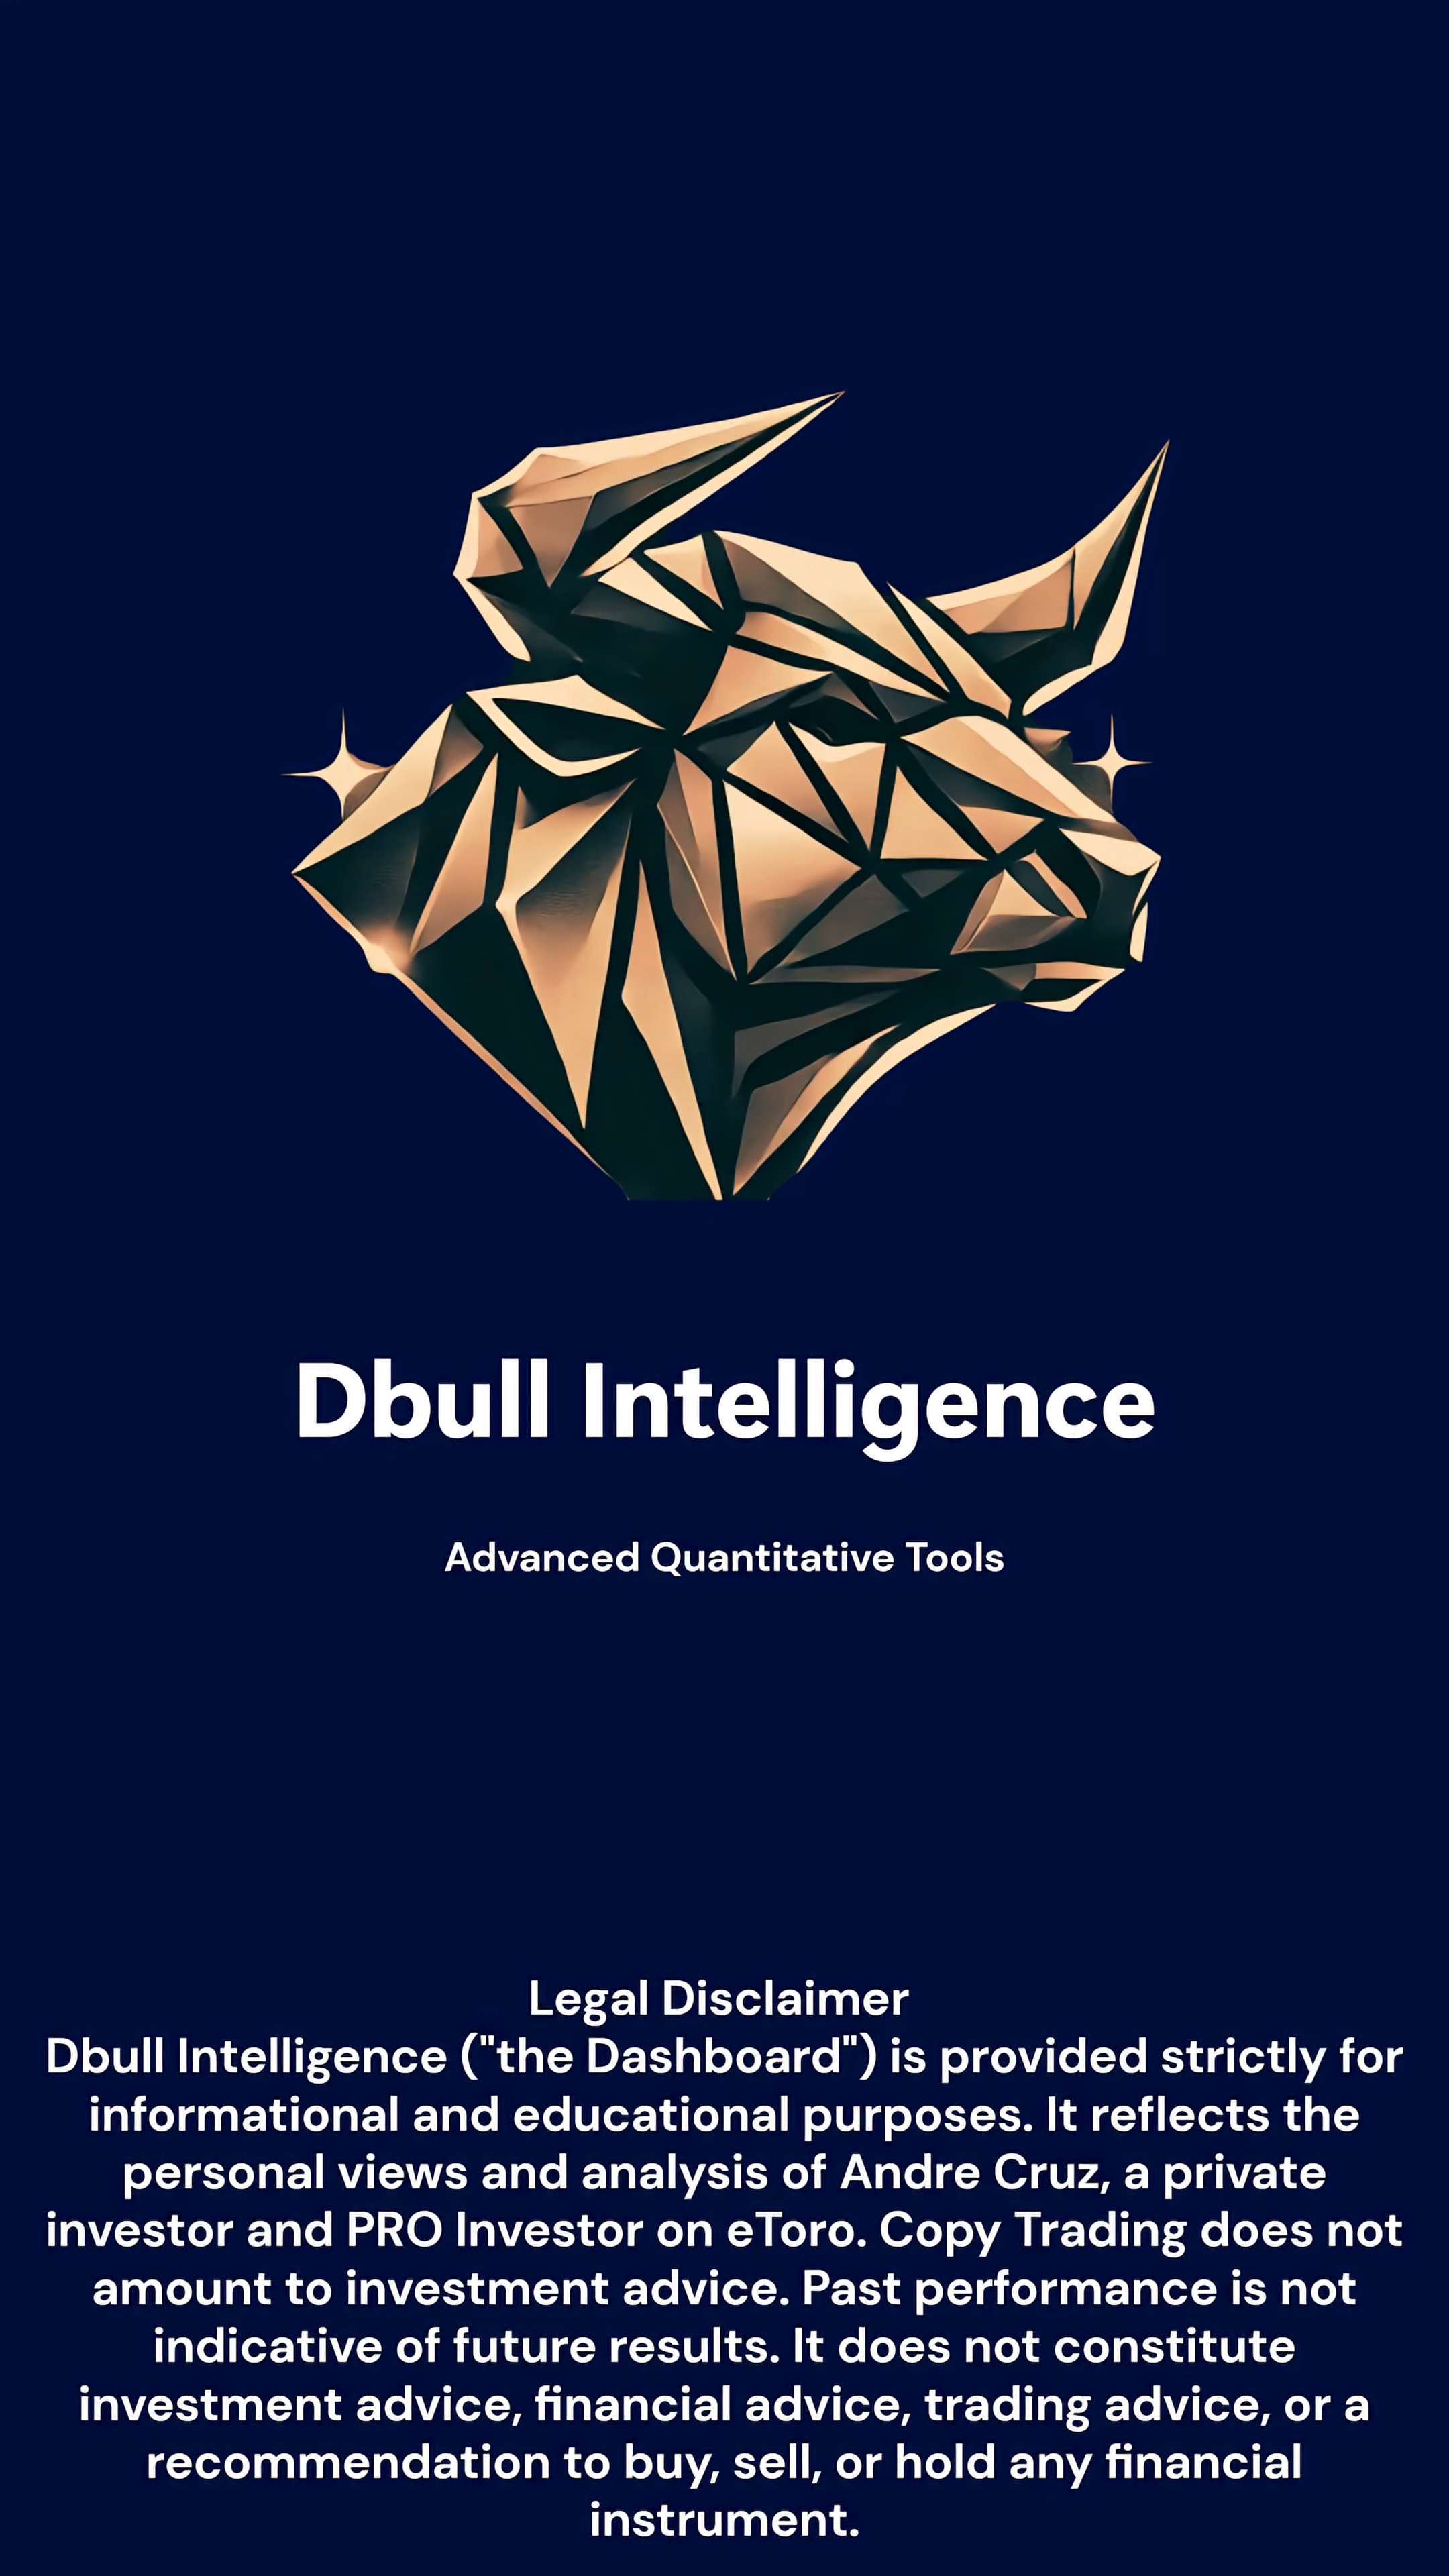 Dbull Intelligence
Advanced Quantitative Tools
Legal Disclaimer
Dbull Intelligence ("the Dashboard") is provided strictly for
informational and educational purposes. It reflects the
personal views and analysis of Andre Cruz, a private
investor and PRO Investor on eToro. Copy Trading does not
amount to investment advice. Past performance is not
indicative of future results. It does not constitute
investment advice, financial advice, trading advice, or a
recommendation to buy, sell, or hold any financial
instrument.